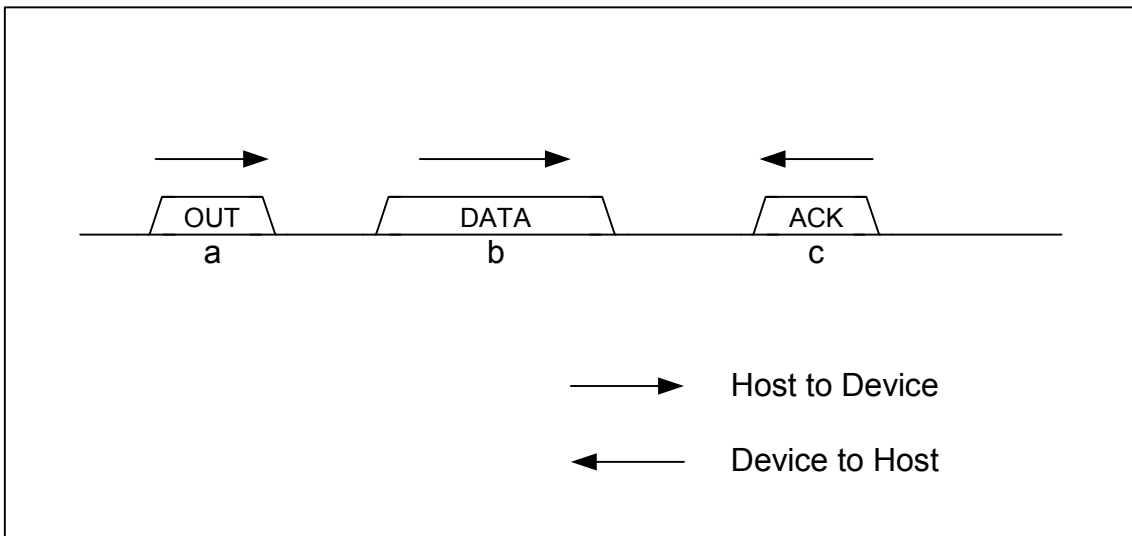 OUT DATA ACK
a b c
Host to Device
Device to Host